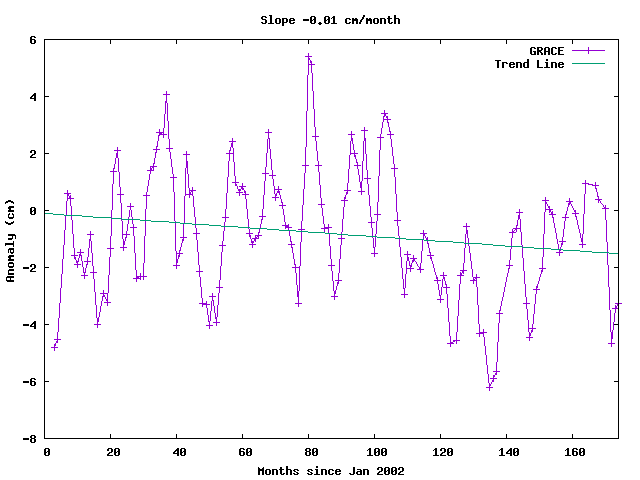 Slope -0.01 cm/month
GRACE
Trend Line
6
4
2
0
-2
-4
-6
-8
Anomaly (cm)
0 20 40 60 80 100 120 140 160
Months since Jan 2002